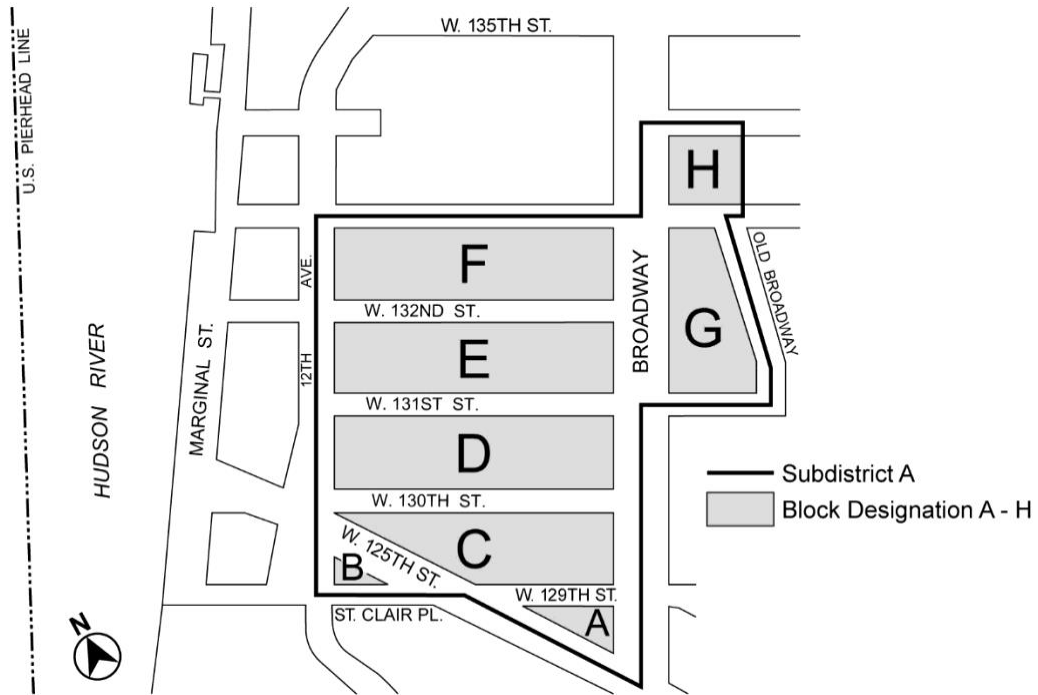 W. 135TH ST.
U.S. PIERHEAD LINE
H
F
AVE.
BROADWAY
OLD BROADWAY
W. 132ND ST.
G
E
12TH
MARGINAL ST.
HUDSON RIVER
W. 131ST ST.
D
Subdistrict A
W. 130TH ST.
Block Designation A - H
C
W. 125TH ST.
B
W. 129TH ST.
ST. CLAIR PL.
A
N